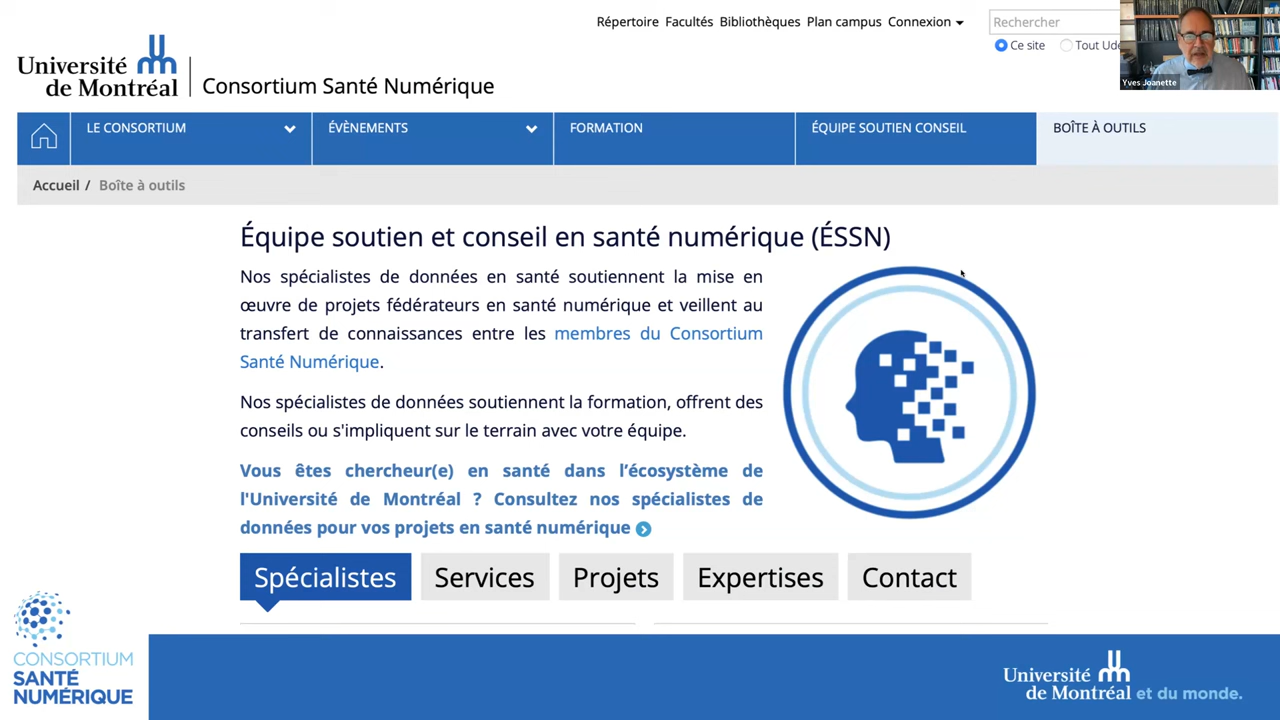 Répertoire Facultés Bibliothèques Plan campus Connexion
Rechercher
Ce site Tout
Yves Joanette
Université
de Montréal
Consortium Santé Numérique
LE CONSORTIUM ÉVÈNEMENTS FORMATION ÉQUIPE SOUTIEN CONSEIL BOÎTE À OUTILS
Accueil / Boîte à outils
Équipe soutien et conseil en santé numérique (ÉSSN)
Nos spécialistes de données en santé soutiennent la mise en
œuvre de projets fédérateurs en santé numérique et veillent au
transfert de connaissances entre les membres du Consortium
Santé Numérique.
Nos spécialistes de données soutiennent la formation, offrent des
conseils ou s'impliquent sur le terrain avec votre équipe.
Vous êtes chercheur(e) en santé dans l’écosystème de
l'Université de Montréal ? Consultez nos spécialistes de
données pour vos projets en santé numérique
Spécialistes Services Projets Expertises Contact
CONSORTIUM
SANTÉ
NUMÉRIQUE
Université
de Montréal et du monde.